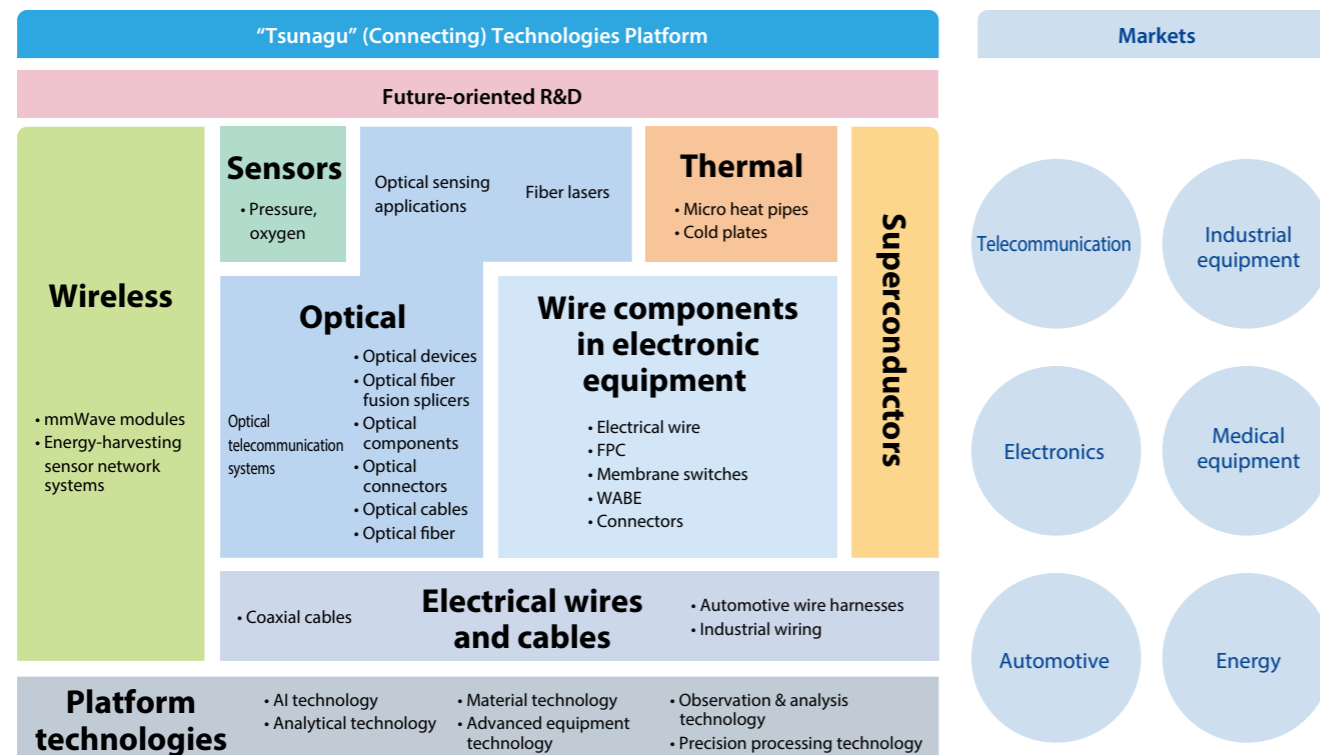 “Tsunagu” (Connecting) Technologies Platform
Markets
Future-oriented R&D
Wireless
• mmWave modules
• Energy-harvesting
sensor network
systems
Sensors
• Pressure,
oxygen
Optical sensing
applications
Fiber lasers
Thermal
• Micro heat pipes
• Cold plates
Superconductors
Optical
Optical
telecommunication
systems
• Optical devices
• Optical fiber
fusion splicers
• Optical
components
• Optical
connectors
• Optical cables
• Optical fiber
Wire components
in electronic
equipment
• Electrical wire
• FPC
• Membrane switches
• WABE
• Connectors
• Coaxial cables
Electrical wires
and cables
• Automotive wire harnesses
• Industrial wiring
Platform
technologies
• AI technology
• Analytical technology
• Material technology
• Advanced equipment
technology
• Observation & analysis
technology
• Precision processing technology
Telecommunication
Industrial
equipment
Electronics
Medical
equipment
Automotive
Energy